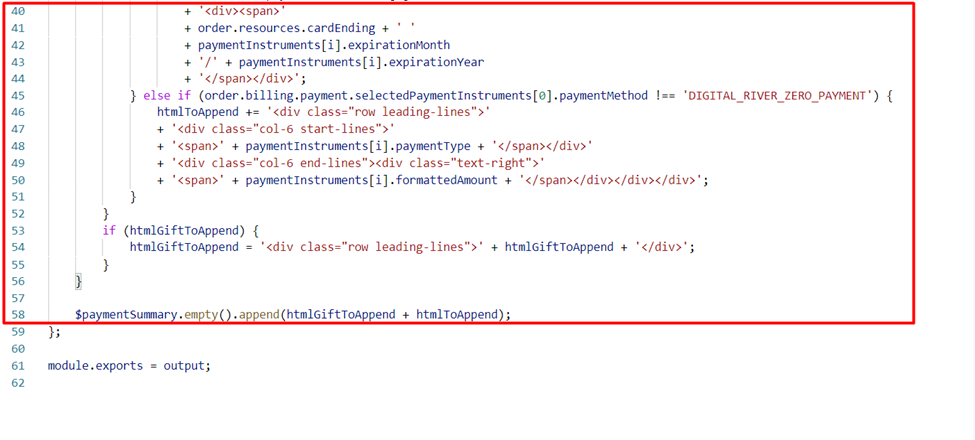 40 + '<div><span>'
41 + order.resources.cardEnding + ' '
42 + paymentInstruments[i].expirationMonth
43 + '/' + paymentInstruments[i].expirationYear
44 + '</span></div>';
45 } else if (order.billing.payment.selectedPaymentInstruments[0].paymentMethod !== 'DIGITAL_RIVER_ZERO_PAYMENT') {
46 htmlToAppend += '<div class="row leading-lines">'
47 + '<div class="col-6 start-lines">'
48 + '<span>' + paymentInstruments[i].paymentType + '</span></div>'
49 + '<div class="col-6 end-lines"><div class="text-right">'
50 + '<span>' + paymentInstruments[i].formattedAmount + '</span></div></div></div>';
51 }
52 }
53 if (htmlGiftToAppend) {
54 htmlGiftToAppend = '<div class="row leading-lines">' + htmlGiftToAppend + '</div>';
55 }
56 }
57
58 $paymentSummary.empty().append(htmlGiftToAppend + htmlToAppend);
59 };
60
61 module.exports = output;
62